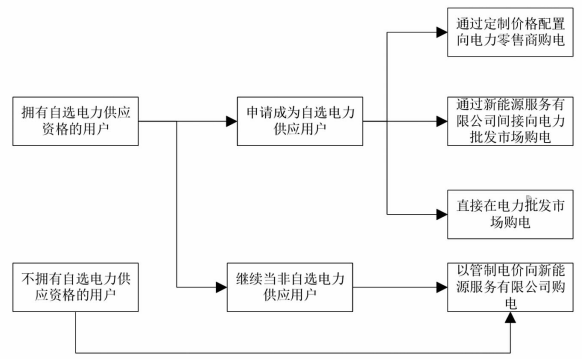 通过定制价格配置
向电力零售商购电
拥有自选电力供应
资格的用户
申请成为自选电力
供应用户
通过新能源服务有
限公司间接向电力
批发市场购电
直接在电力批发市
场购电
不拥有自选电力供
应资格的用户
继续当非自选电力
供应用户
以管制电价向新能
源服务有限公司购
电